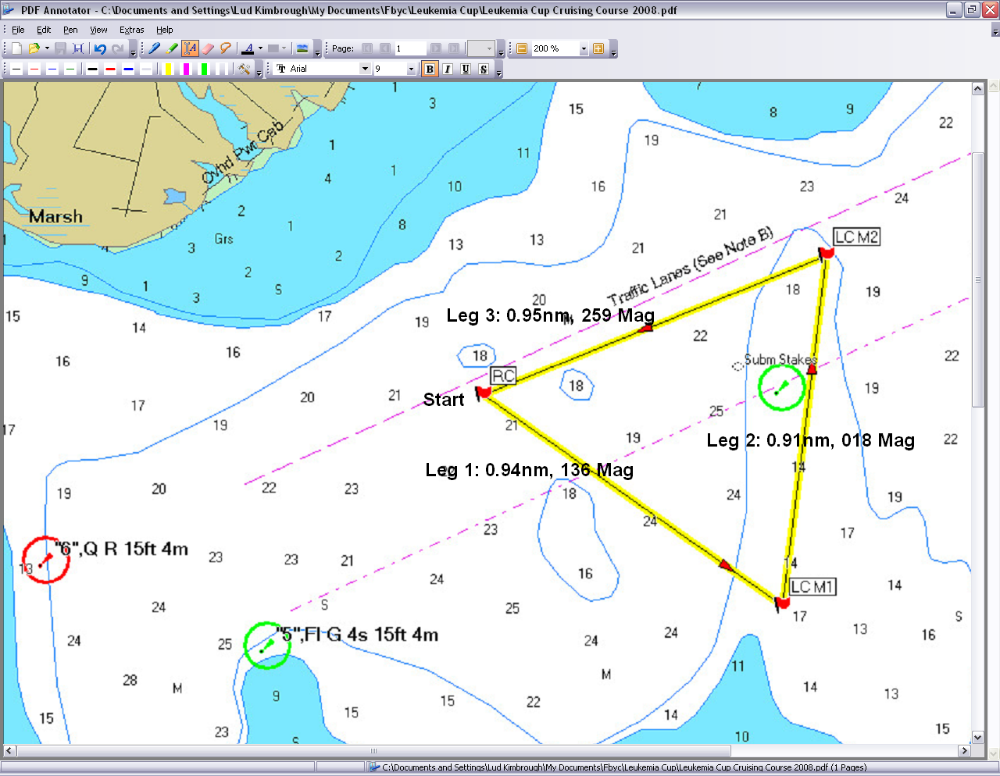 PDF Annotator - C:\Documents and Settings\Lud Kimbrough\My Documents\Fbyc\Leukemia Cup\Leukemia Cup Cruising Course 2008.pdf
File Edit Pen View Extras Help
Page: 1 200 %
Arial 9 B I U S
1 3 15 7 8 9 22
19
Ovhd Pwr Cab
1 11
4 1 10 16 23 24
Marsh
2 1 8 21
Grs 13 13
3 2 21
LC M2
Traffic Lanes (See Note B)
9 1 2 S 3
18 19
20
15 14 17 19
Leg 3: 0.95nm, 259 Mag
M
22
16 16 18 22
Subm Stakes
RC
18 19
20 21
Start
17 25
17 19 21 19 22
Leg 2: 0.91nm, 018 Mag
Leg 1: 0.94nm, 136 Mag
14
19 20 22 23 18 24 19
24
23 17
"6",Q R 15ft 4m
13 23 23 21 14
24 16 14
LC M1
24 S 25 17 S
13 16
"5",Fl G 4s 15ft 4m
24 25 24
11
28 M M
9 14 13
15 15 15 22 14
23 S 10 15
C:\Documents and Settings\Lud Kimbrough\My Documents\Fbyc\Leukemia Cup\Leukemia Cup Cruising Course 2008.pdf (1 Pages)